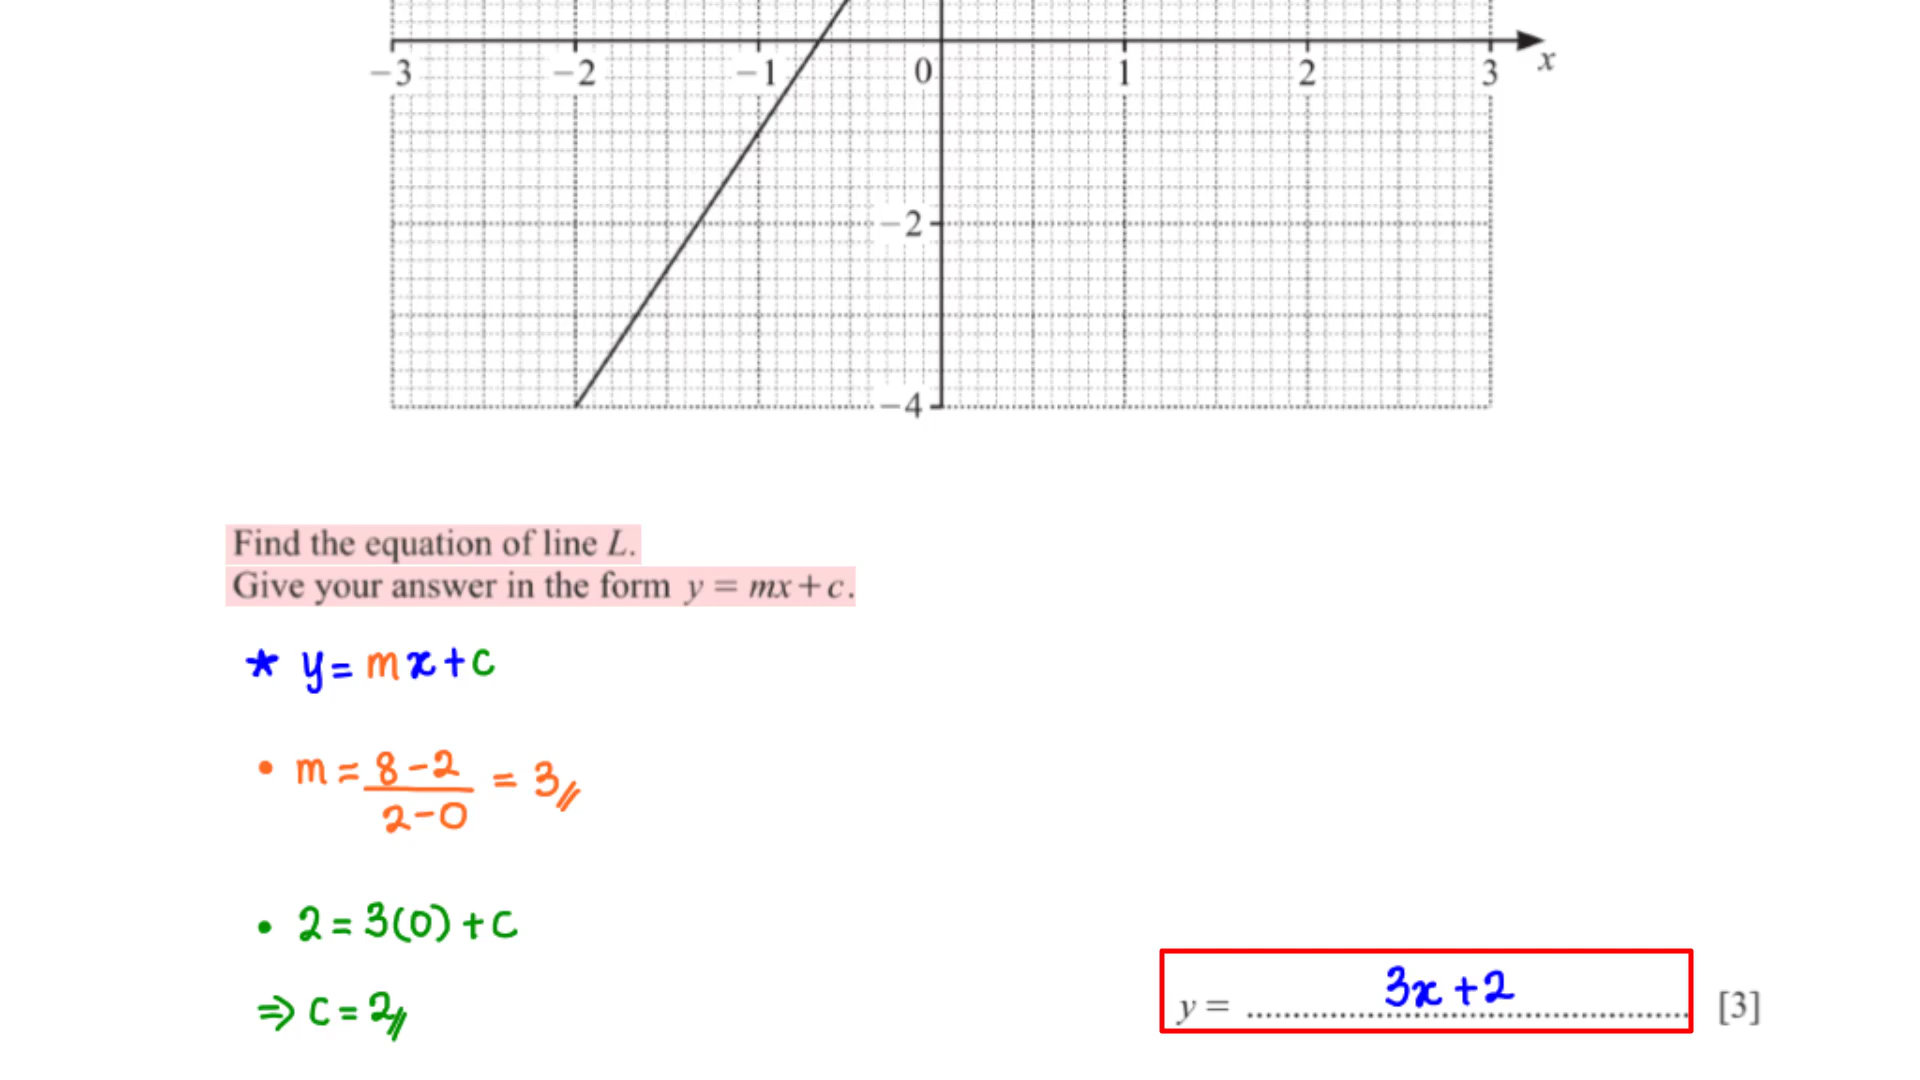 -3 -2 -1 0 1 2 3 x
-2
-4
Find the equation of line L.
Give your answer in the form y = mx + c.
* y = mx + c
• m = 8 - 2 / 2 - 0 = 3//
• 2 = 3(0) + c
⇒ c = 2//
y = .......... 3x + 2 .......... [3]